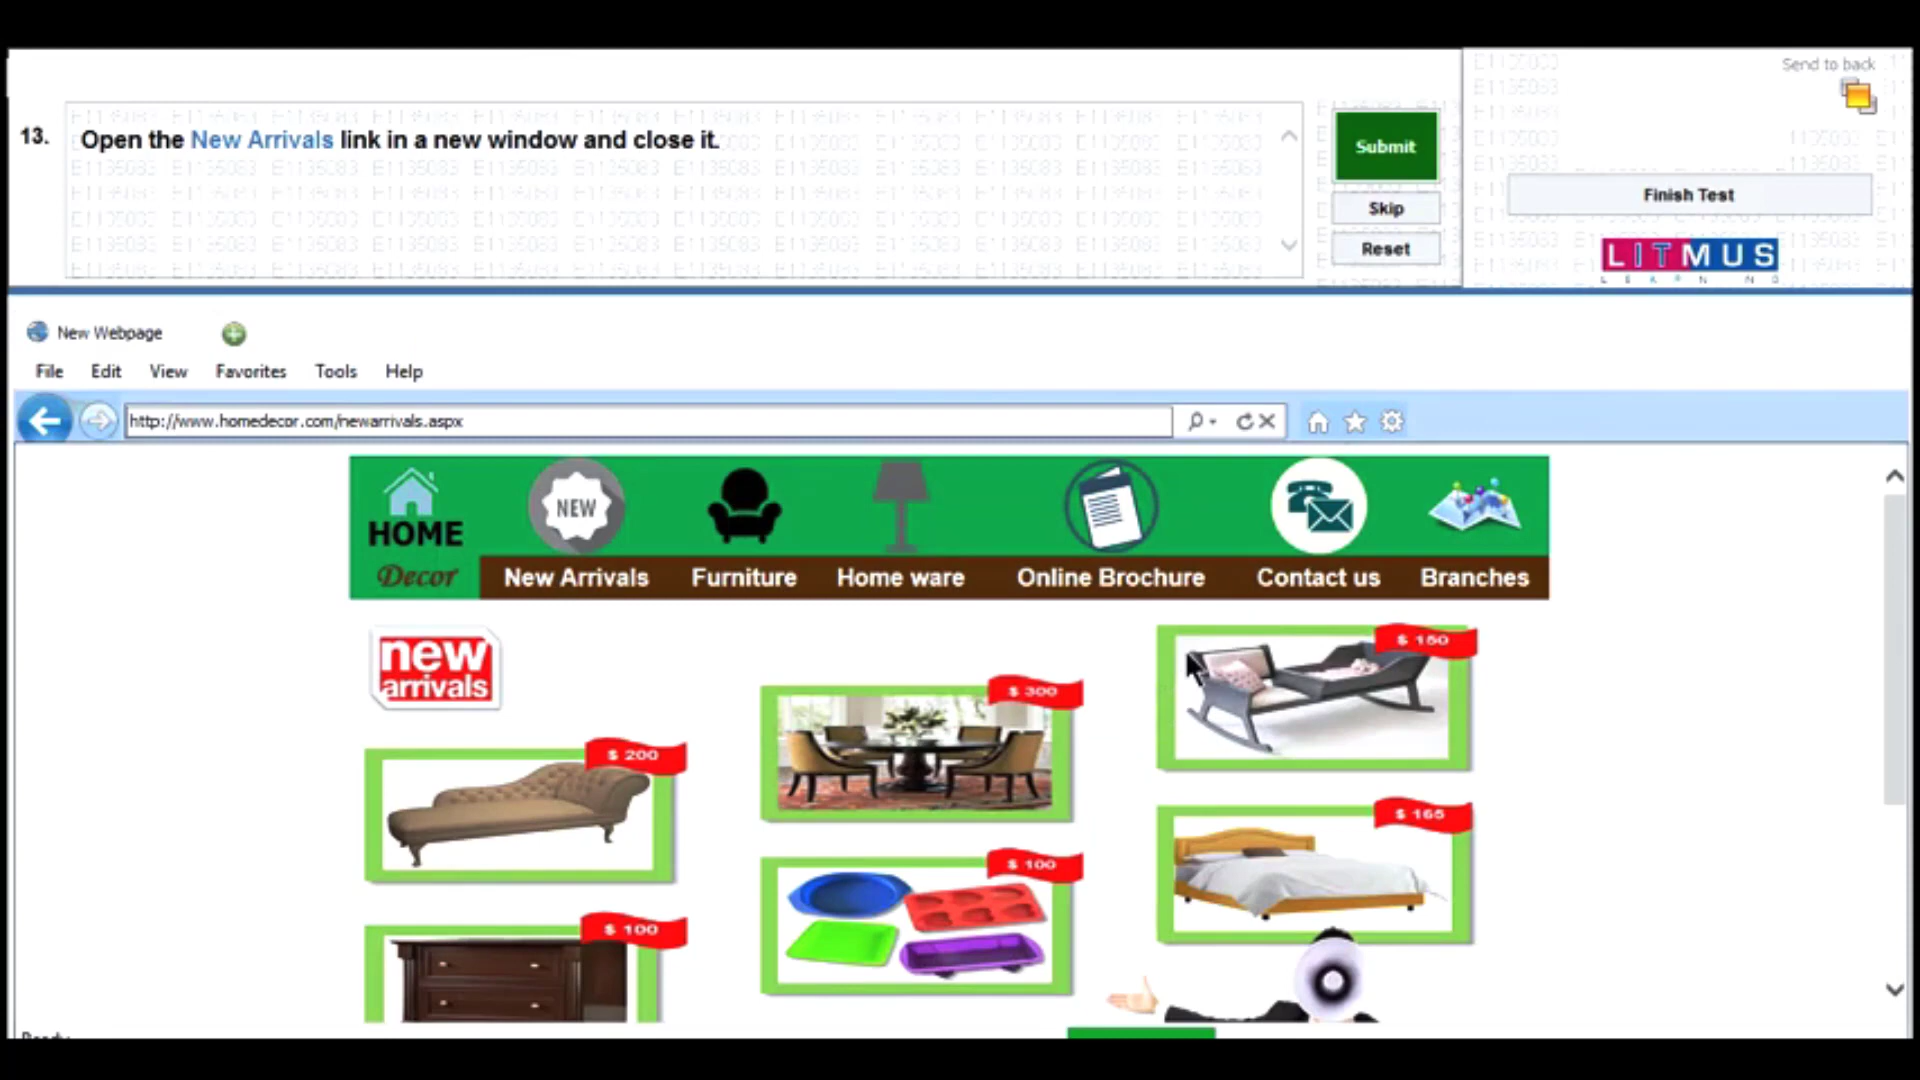 Send to back
13.
Open the New Arrivals link in a new window and close it.
Submit
Skip
Reset
Finish Test
LITMUS
LEARNING
New Webpage
File Edit View Favorites Tools Help
http://www.homedecor.com/newarrivals.aspx
HOME
Decor
NEW
New Arrivals Furniture Home ware Online Brochure Contact us Branches
new
arrivals
$ 150
$ 300
$ 200
$ 165
$ 100
$ 100